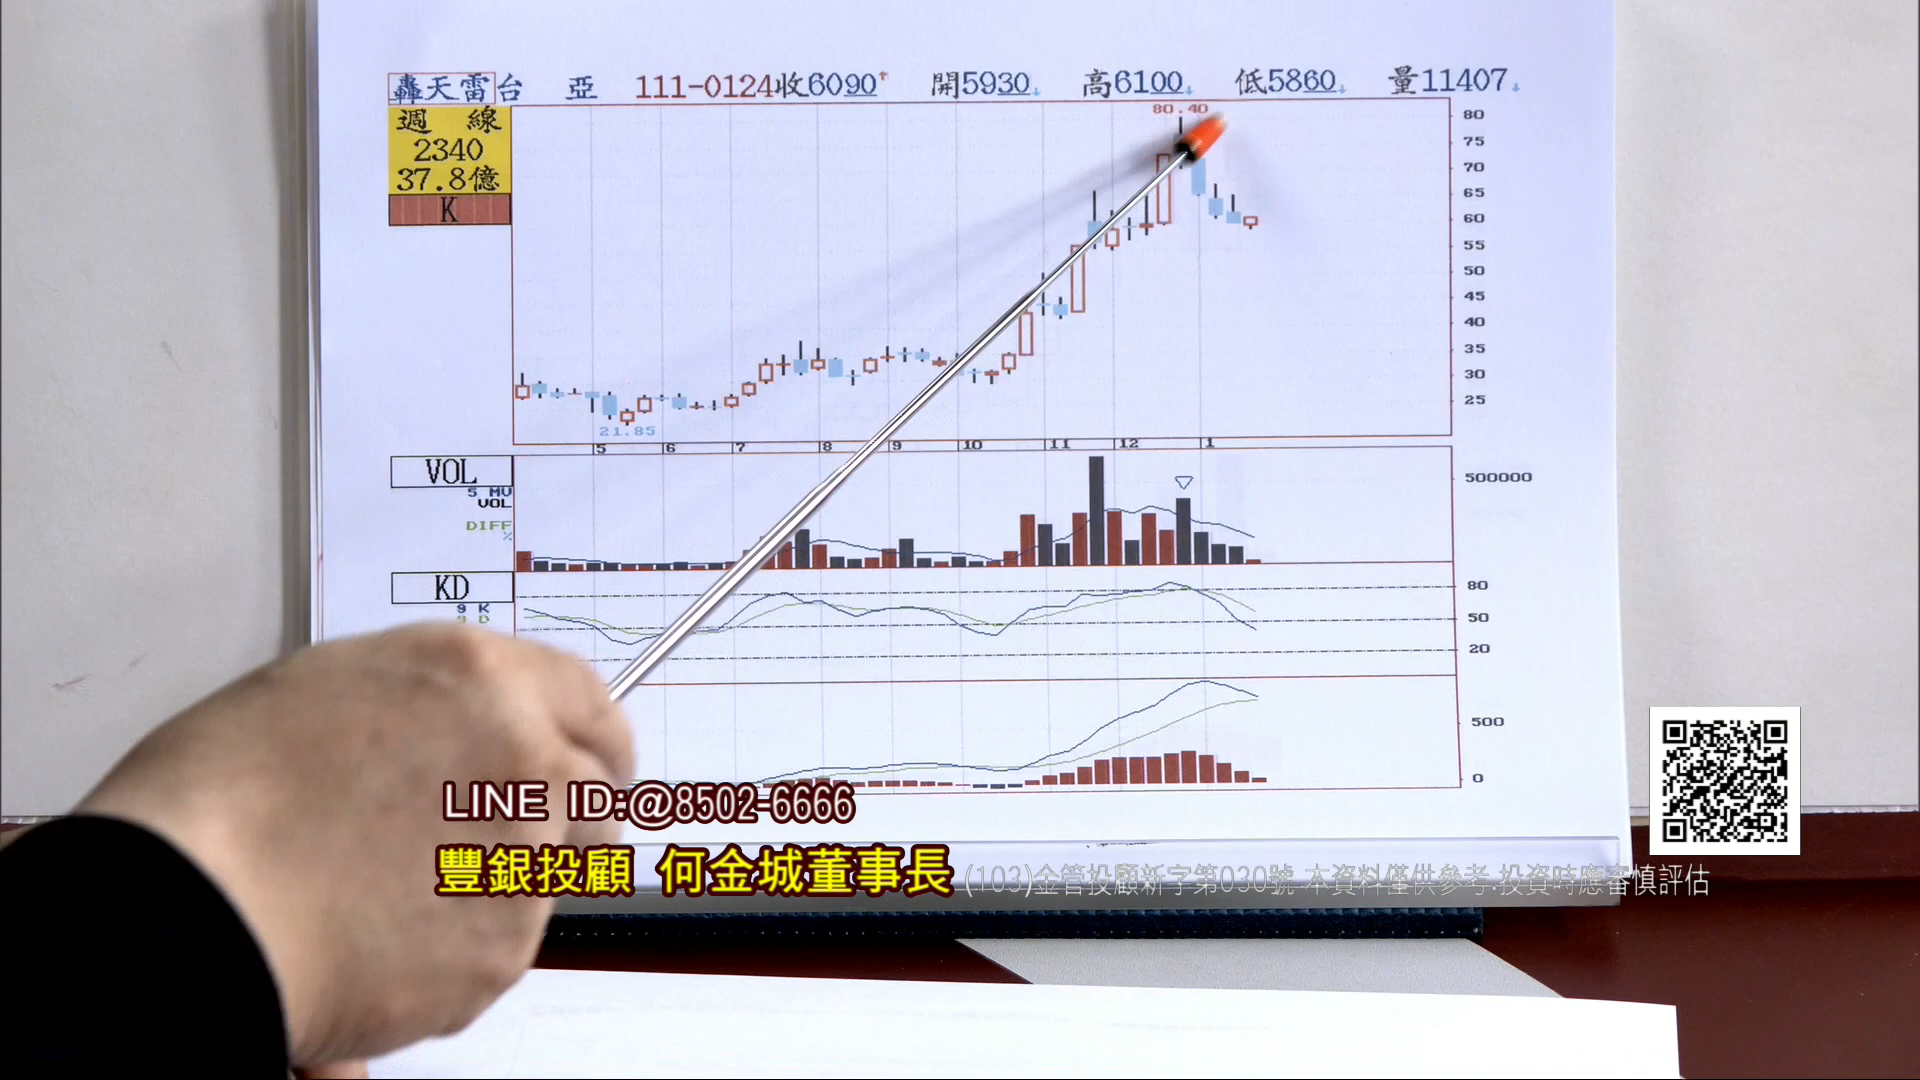 轟天雷台 亞 111-0124收6090↑ 開5930↓ 高6100↓ 低5860↓ 量11407↓
週 線
2340
37.8億
K
80.40
80
75
70
65
60
55
50
45
40
35
30
25
21.85
5 6 7 8 9 10 11 12 1
VOL
5 MV
VOL
DIFF
%
500000
KD
9 K
9 D
80
50
20
500
0
LINE ID:@8502-6666
豐銀投顧 何金城董事長 (103)金管投顧新字第030號 本資料僅供參考.投資時應審慎評估